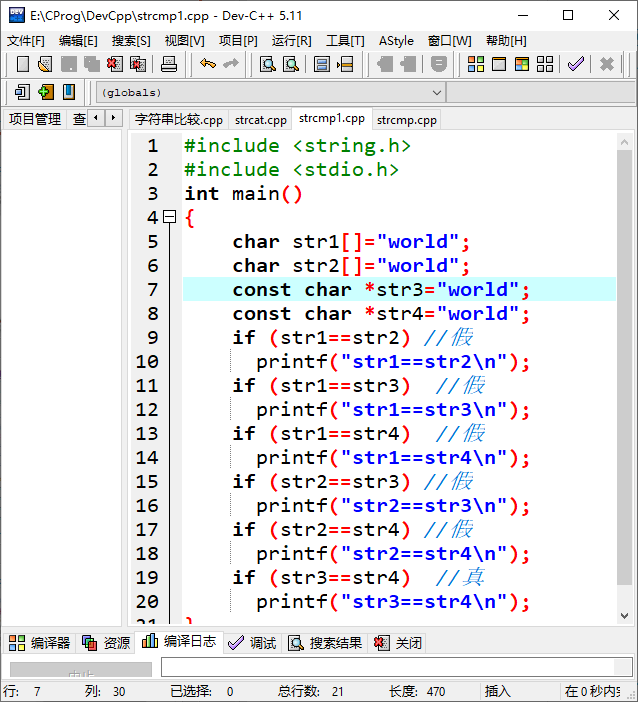 E:\CProg\DevCpp\strcmp1.cpp - Dev-C++ 5.11
文件[F] 编辑[E] 搜索[S] 视图[V] 项目[P] 运行[R] 工具[T] AStyle 窗口[W] 帮助[H]
(globals)
项目管理 查 字符串比较.cpp strcat.cpp strcmp1.cpp strcmp.cpp
1 #include <string.h>
2 #include <stdio.h>
3 int main()
4 {
5 char str1[]="world";
6 char str2[]="world";
7 const char *str3="world";
8 const char *str4="world";
9 if (str1==str2) //假
10 printf("str1==str2\n");
11 if (str1==str3) //假
12 printf("str1==str3\n");
13 if (str1==str4) //假
14 printf("str1==str4\n");
15 if (str2==str3) //假
16 printf("str2==str3\n");
17 if (str2==str4) //假
18 printf("str2==str4\n");
19 if (str3==str4) //真
20 printf("str3==str4\n");
21 }
编译器 资源 编译日志 调试 搜索结果 关闭
行: 7 列: 30 已选择: 0 总行数: 21 长度: 470 插入 在 0 秒内